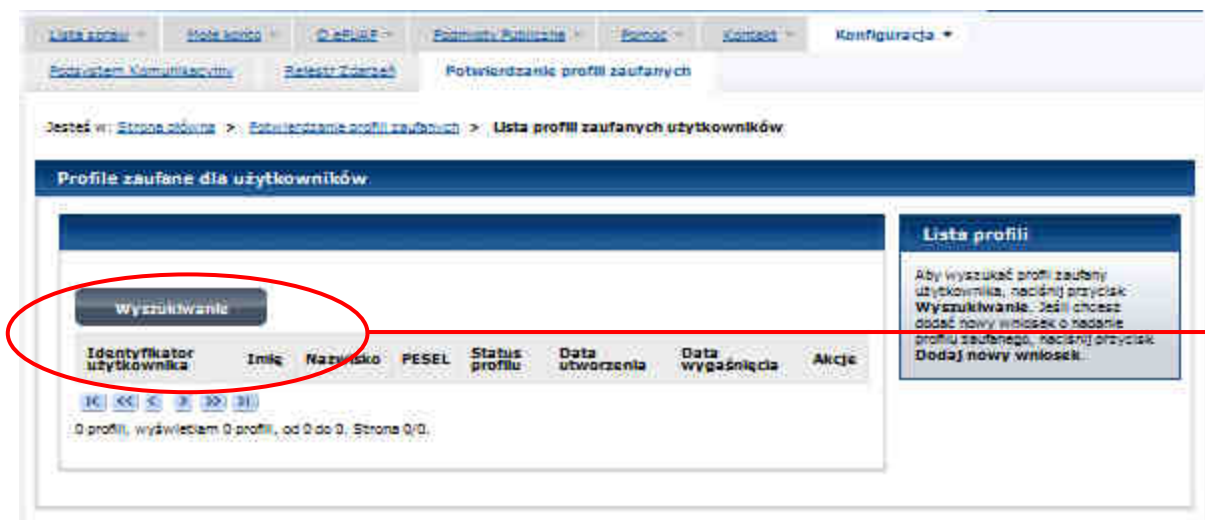 Lista spraw Moje konto O ePUAP Podmioty Publiczne Pomoc Kontakt Konfiguracja
Podsystem Komunikacyjny Rejestr Zdarzeń Potwierdzanie profili zaufanych
Jesteś w: Strona główna > Potwierdzanie profili zaufanych > Lista profili zaufanych użytkowników
Profile zaufane dla użytkowników
Wyszukiwanie
Identyfikator użytkownika Imię Nazwisko PESEL Status profilu Data utworzenia Data wygaśnięcia Akcje
|< << < > >> >|
0 profili, wyświetlam 0 profili, od 0 do 0. Strona 0/0.
Lista profili
Aby wyszukać profil zaufany
użytkownika, naciśnij przycisk
Wyszukiwanie. Jeśli chcesz
dodać nowy wniosek o nadanie
profilu zaufanego, naciśnij przycisk
Dodaj nowy wniosek.